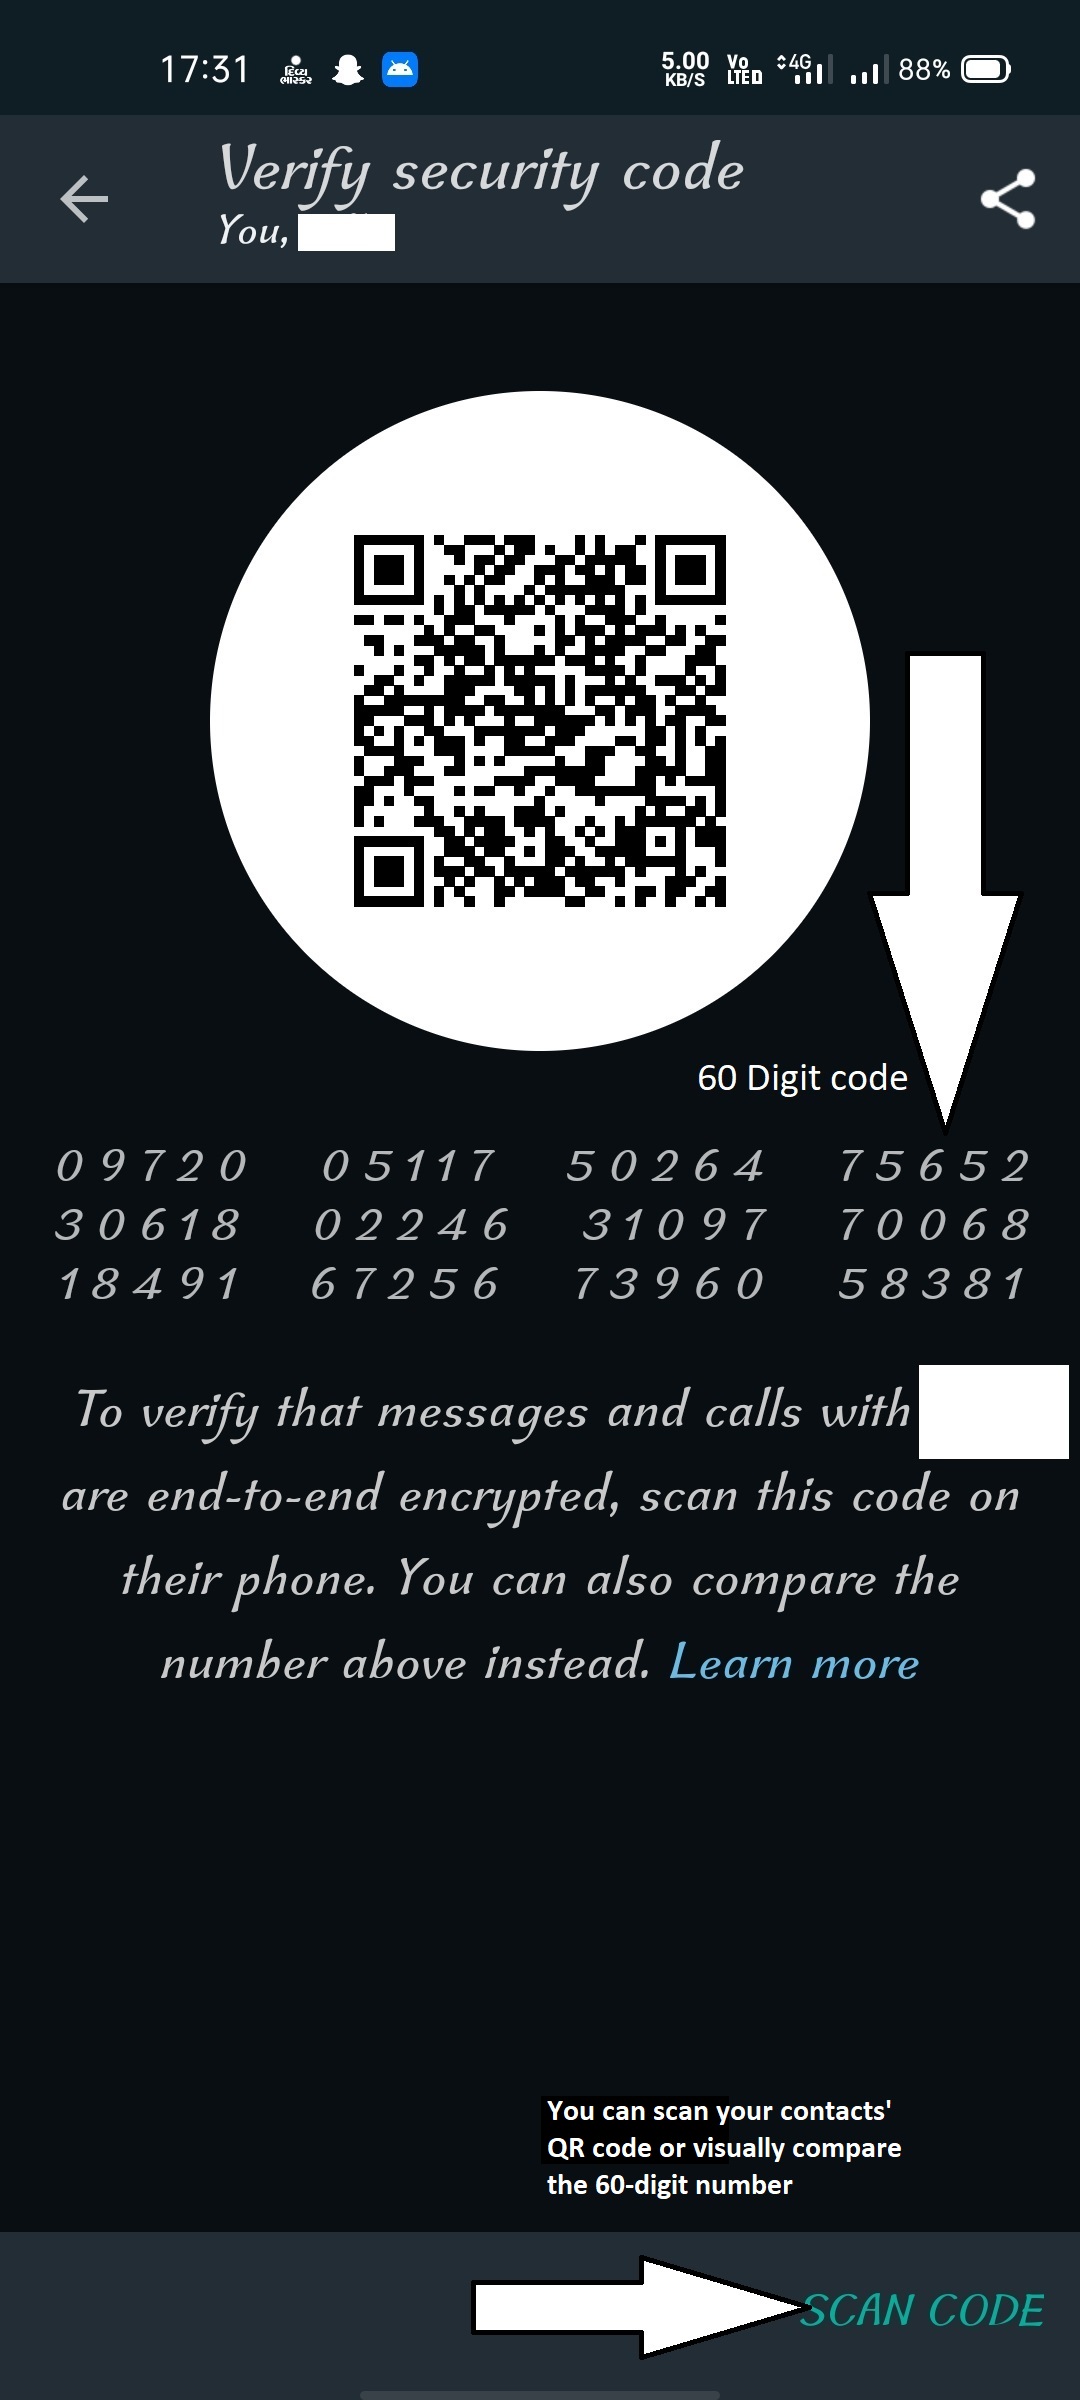 17:31 દિવ્ય ભાસ્કર 5.00 KB/S Vo LTE 4G 88%
Verify security code
You,
60 Digit code
09720 05117 50264 75652
30618 02246 31097 70068
18491 67256 73960 58381
To verify that messages and calls with
are end-to-end encrypted, scan this code on
their phone. You can also compare the
number above instead. Learn more
You can scan your contacts'
QR code or visually compare
the 60-digit number
SCAN CODE